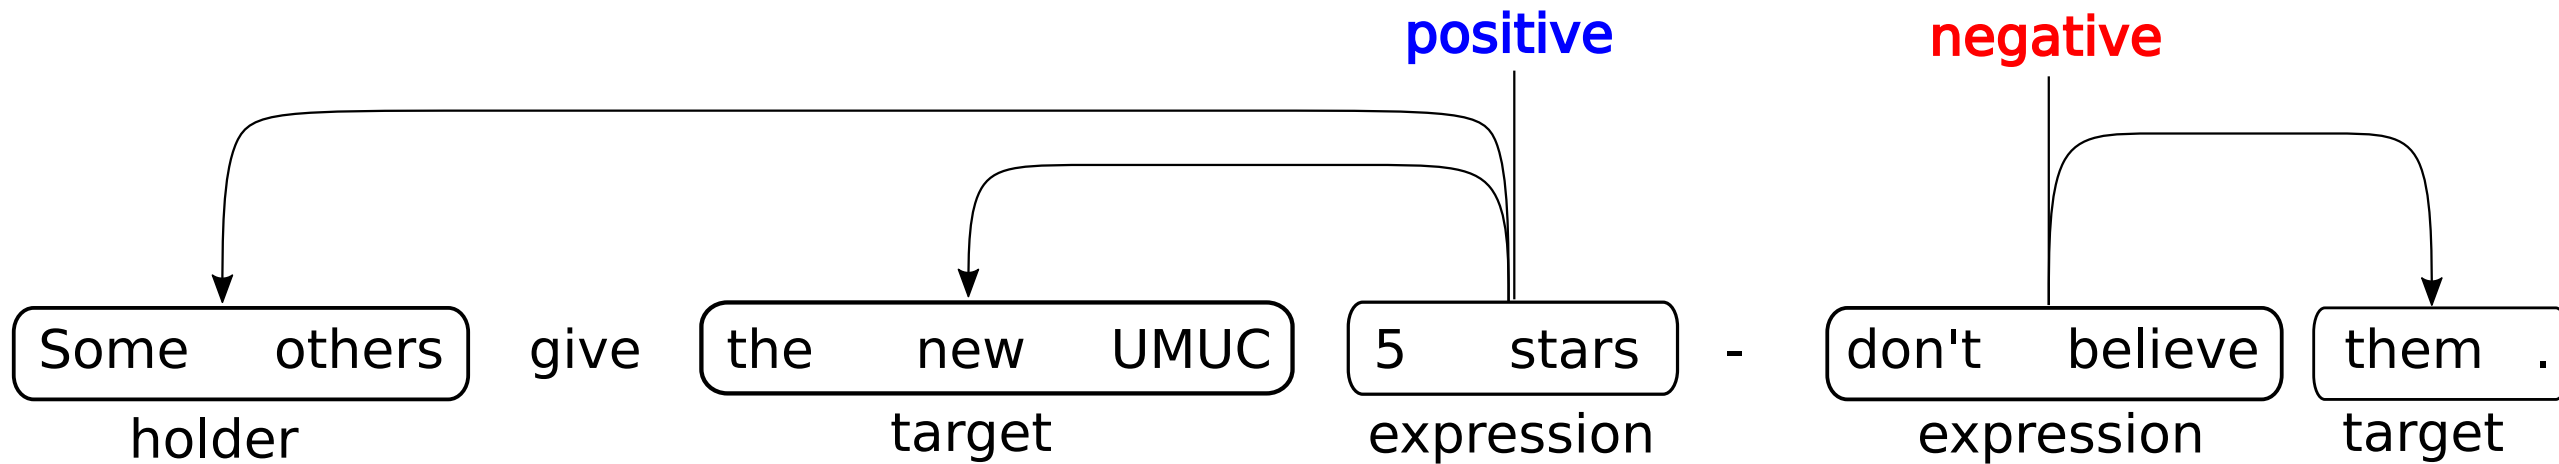 positive negative
Some others give the new UMUC 5 stars - don't believe them .
holder target expression expression target